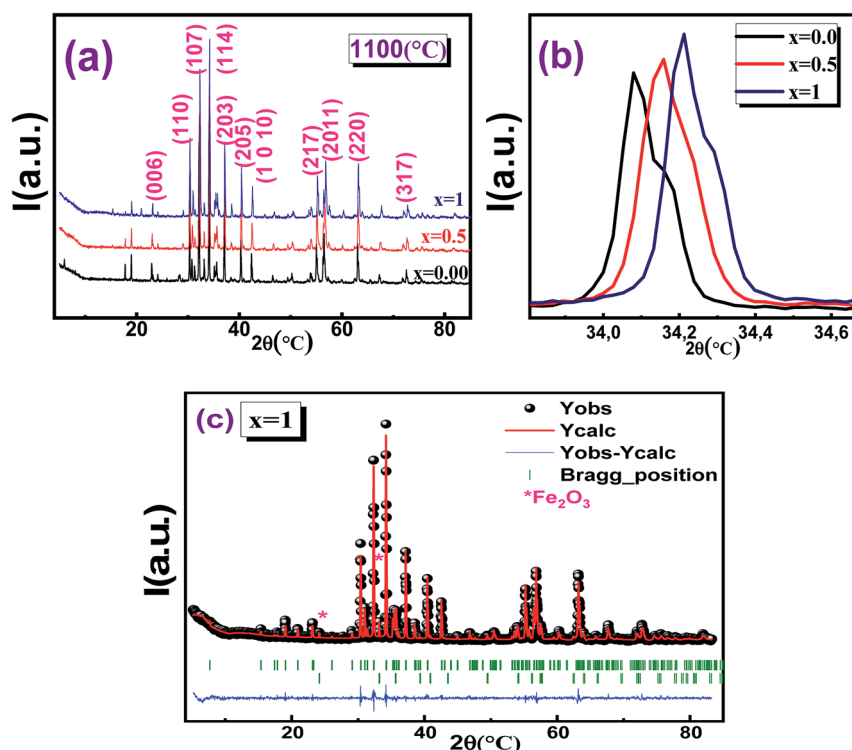 (a)
1100(°C)
(107)
(114)
(110)
(203)
(205)
(1 0 10)
(217)
(2011)
(220)
(006)
(317)
x=1
x=0.5
x=0.00
I(a.u.)
20 40 60 80
2θ(°C)
(b)
x=0.0
x=0.5
x=1
I(a.u.)
34,0 34,2 34,4 34,6
2θ(°C)
(c)
x=1
Yobs
Ycalc
Yobs-Ycalc
Bragg_position
*Fe₂O₃
*
*
I(a.u.)
20 40 60 80
2θ(°C)